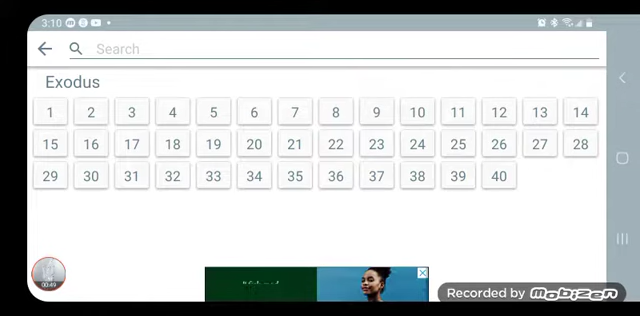 3:10
Search...
Exodus
1 2 3 4 5 6 7 8 9 10 11 12 13 14
15 16 17 18 19 20 21 22 23 24 25 26 27 28
29 30 31 32 33 34 35 36 37 38 39 40
00:49
Recorded by mobizen